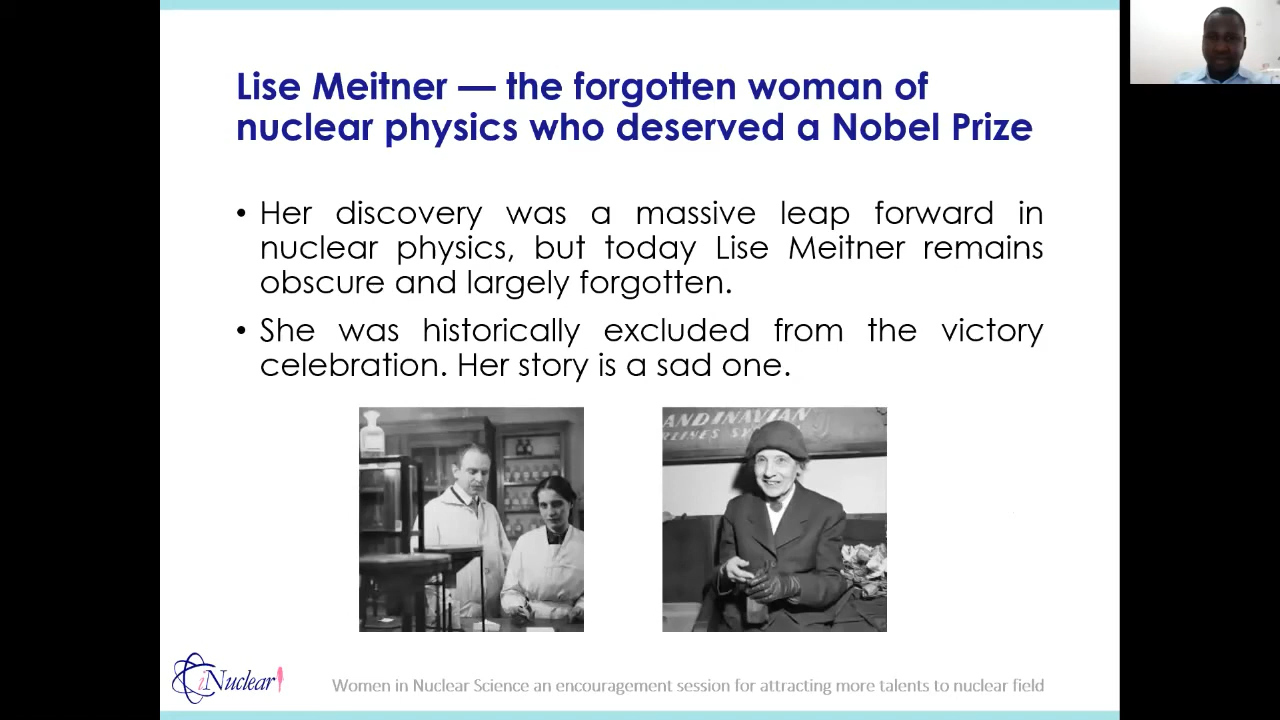 Lise Meitner — the forgotten woman of
nuclear physics who deserved a Nobel Prize
• Her discovery was a massive leap forward in
nuclear physics, but today Lise Meitner remains
obscure and largely forgotten.
• She was historically excluded from the victory
celebration. Her story is a sad one.
ANDINAVIAN
RLINES SY
iNuclear
Women in Nuclear Science an encouragement session for attracting more talents to nuclear field